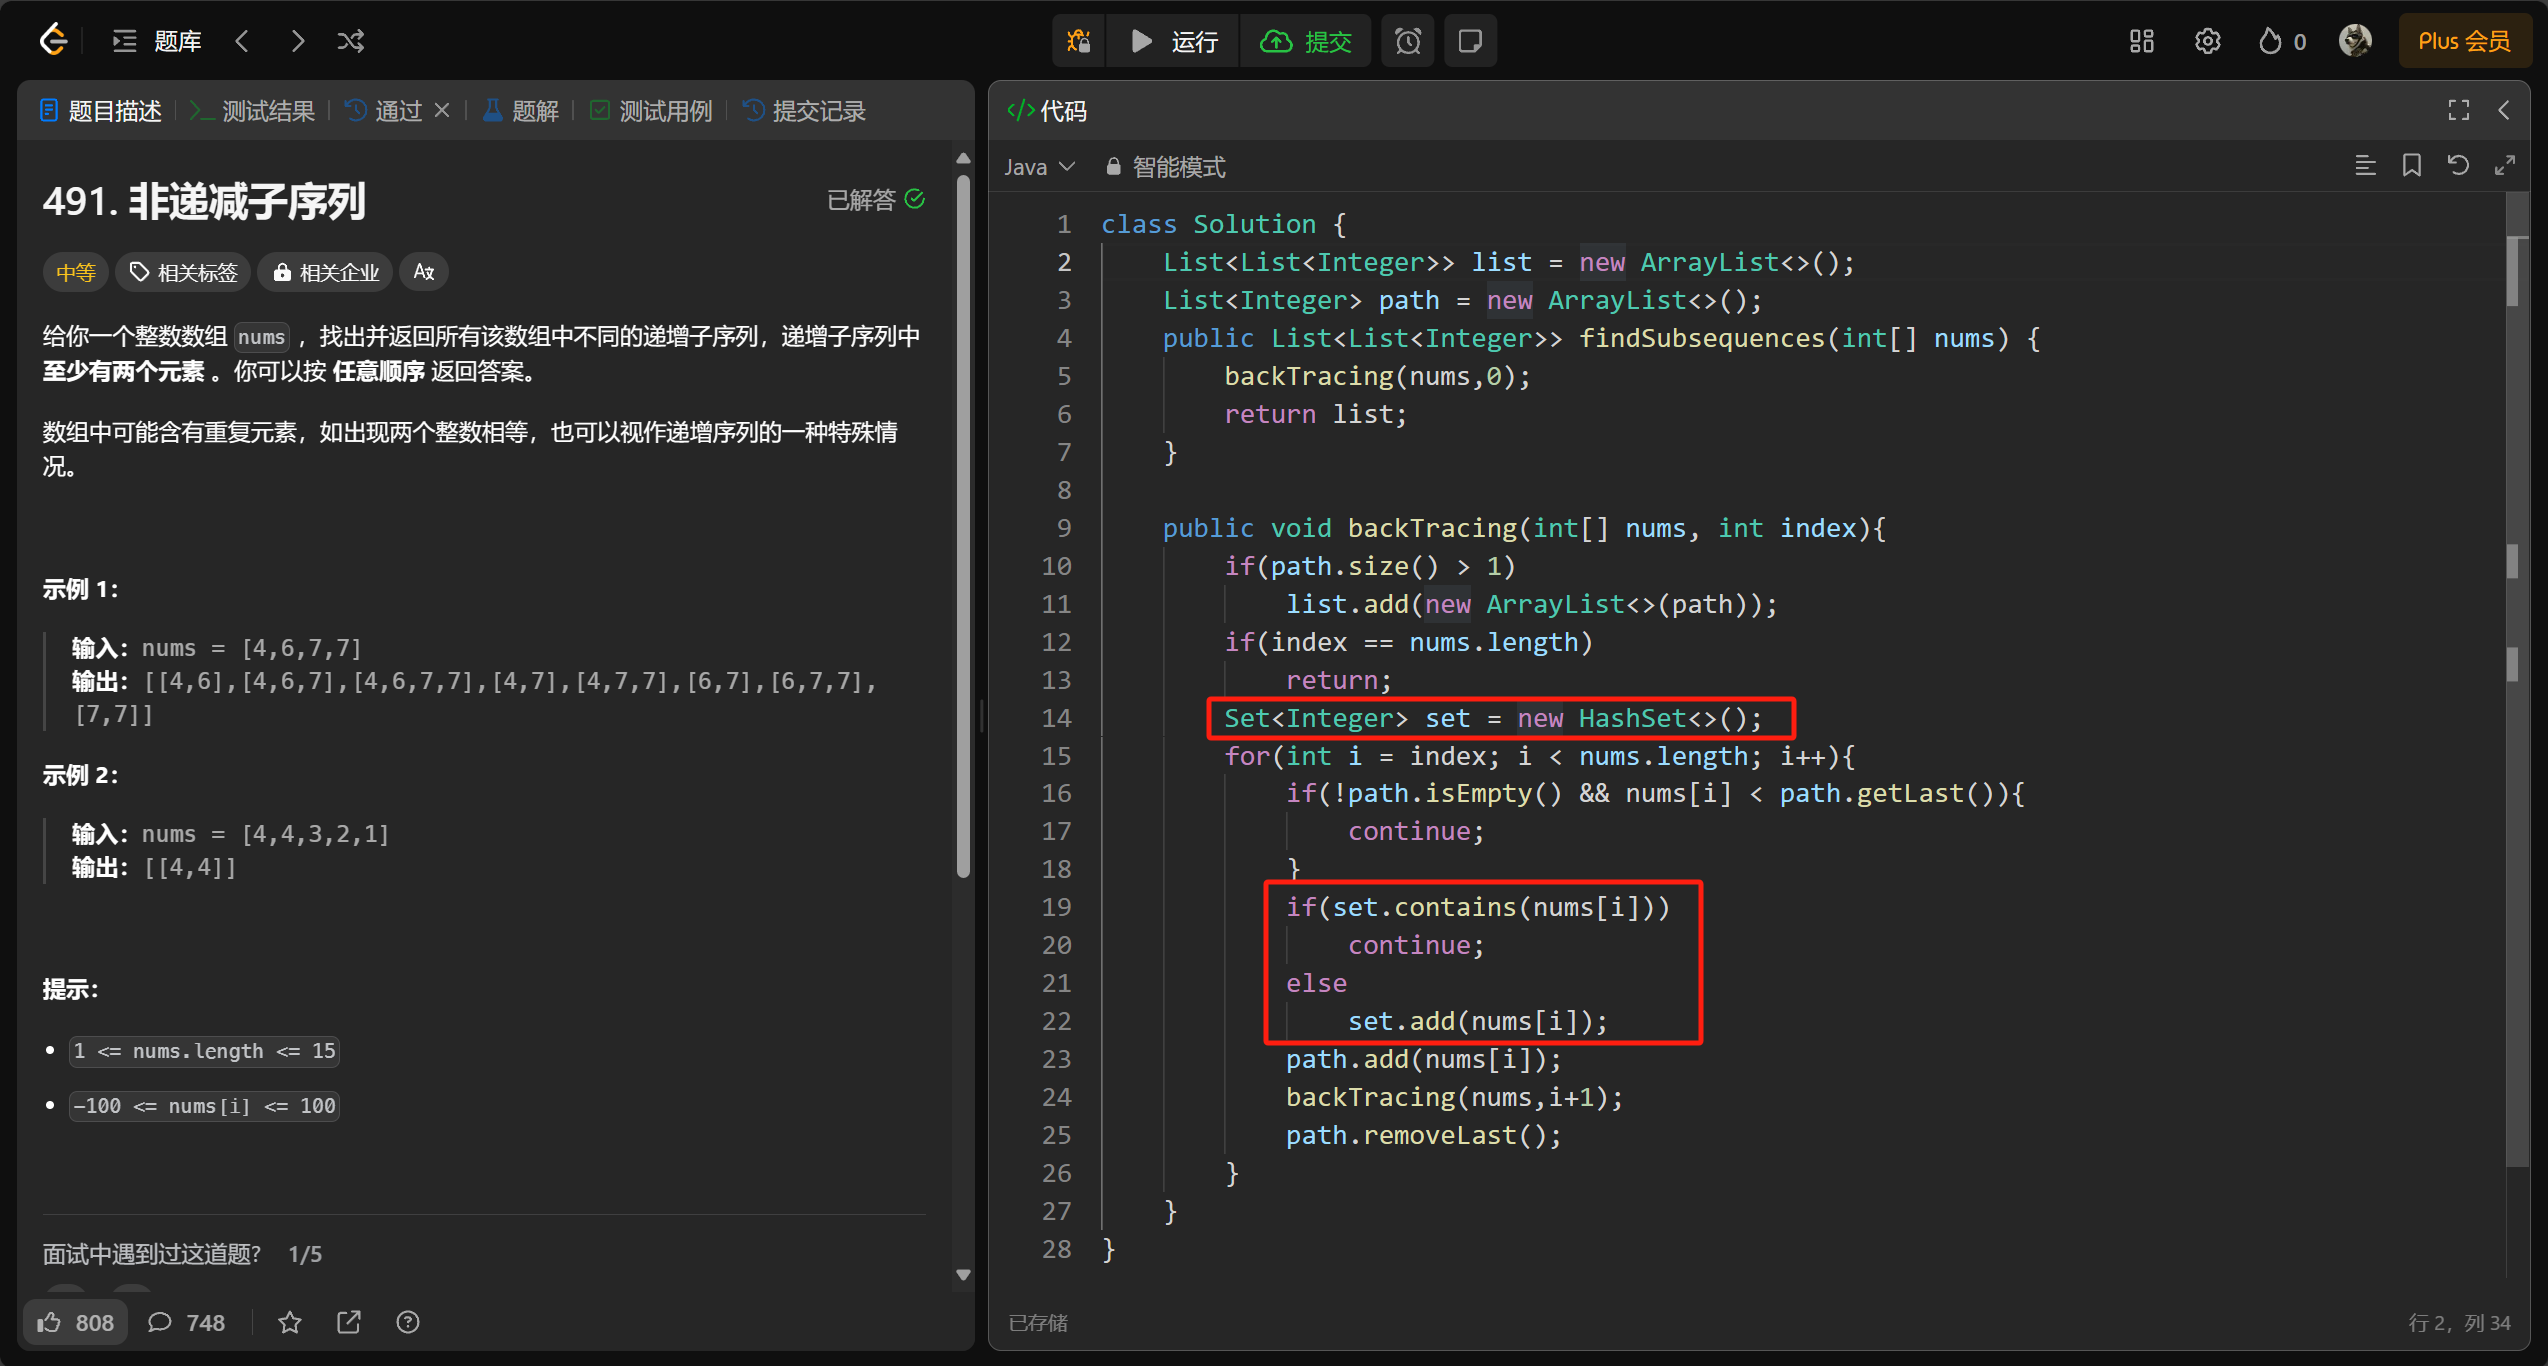 题库
运行
提交
0
Plus 会员
题目描述
测试结果
通过
题解
测试用例
提交记录
491. 非递减子序列
已解答
中等
相关标签
相关企业
给你一个整数数组 nums ，找出并返回所有该数组中不同的递增子序列，递增子序列中
至少有两个元素 。你可以按 任意顺序 返回答案。
数组中可能含有重复元素，如出现两个整数相等，也可以视作递增序列的一种特殊情
况。
示例 1：
输入：nums = [4,6,7,7]
输出：[[4,6],[4,6,7],[4,6,7,7],[4,7],[4,7,7],[6,7],[6,7,7],
[7,7]]
示例 2：
输入：nums = [4,4,3,2,1]
输出：[[4,4]]
提示：
1 <= nums.length <= 15
-100 <= nums[i] <= 100
面试中遇到过这道题? 1/5
808
748
</> 代码
Java
智能模式
1 class Solution {
2     List<List<Integer>> list = new ArrayList<>();
3     List<Integer> path = new ArrayList<>();
4     public List<List<Integer>> findSubsequences(int[] nums) {
5         backTracing(nums,0);
6         return list;
7     }
8
9     public void backTracing(int[] nums, int index){
10         if(path.size() > 1)
11             list.add(new ArrayList<>(path));
12         if(index == nums.length)
13             return;
14         Set<Integer> set = new HashSet<>();
15         for(int i = index; i < nums.length; i++){
16             if(!path.isEmpty() && nums[i] < path.getLast()){
17                 continue;
18             }
19             if(set.contains(nums[i]))
20                 continue;
21             else
22                 set.add(nums[i]);
23             path.add(nums[i]);
24             backTracing(nums,i+1);
25             path.removeLast();
26         }
27     }
28 }
已存储
行 2, 列 34